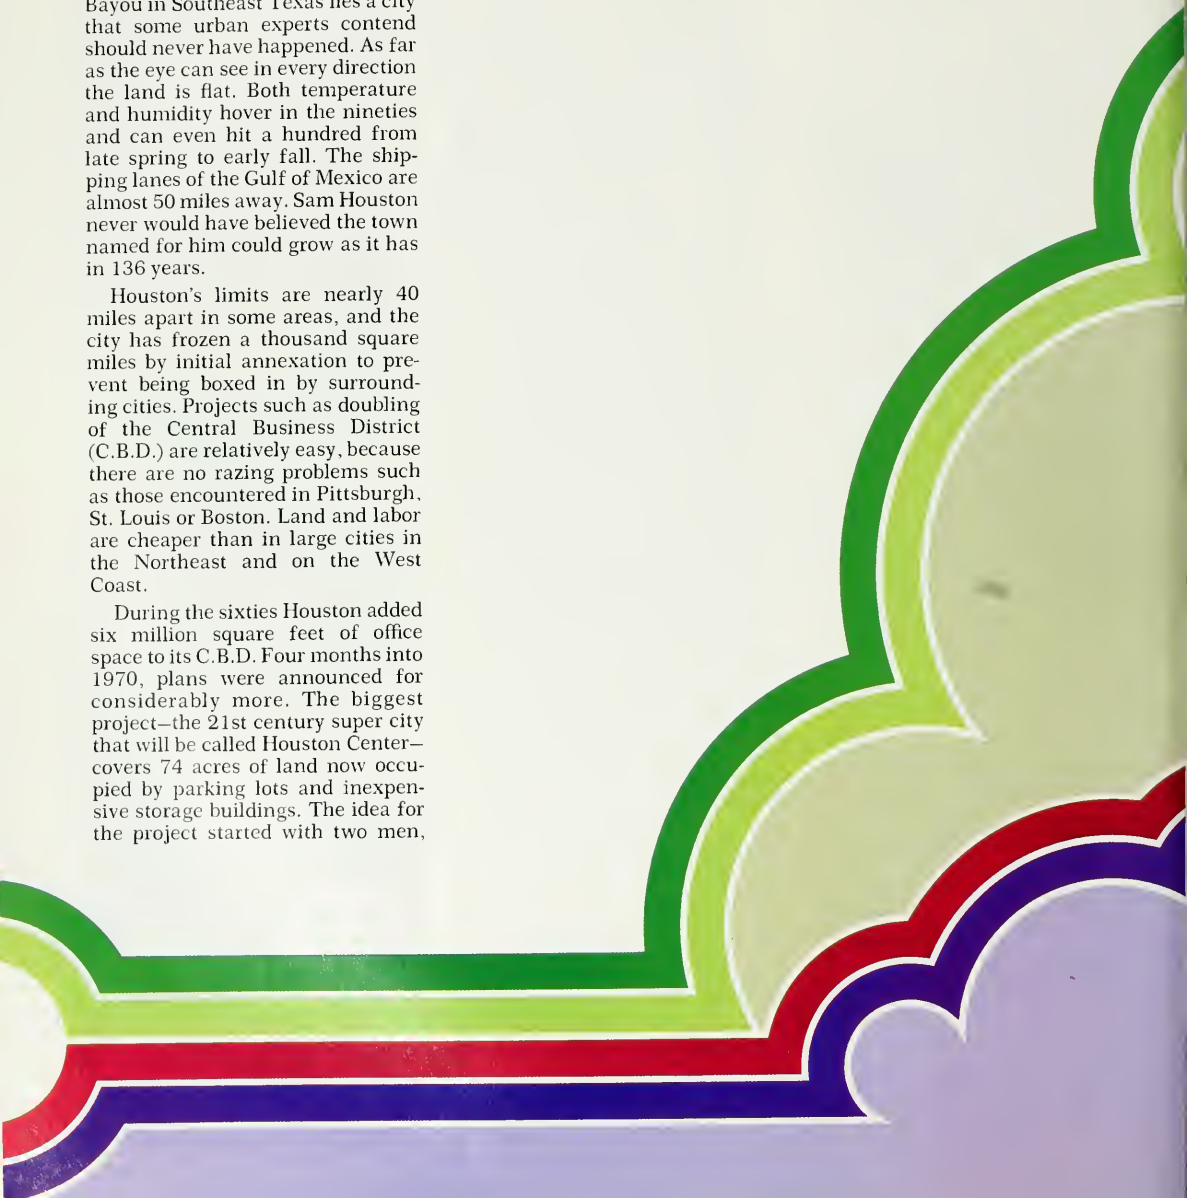 Bayou in Southeast Texas lies a city
that some urban experts contend
should never have happened. As far
as the eye can see in every direction
the land is flat. Both temperature
and humidity hover in the nineties
and can even hit a hundred from
late spring to early fall. The ship-
ping lanes of the Gulf of Mexico are
almost 50 miles away. Sam Houston
never would have believed the town
named for him could grow as it has
in 136 years.
Houston's limits are nearly 40
miles apart in some areas, and the
city has frozen a thousand square
miles by initial annexation to pre-
vent being boxed in by surround-
ing cities. Projects such as doubling
of the Central Business District
(C.B.D.) are relatively easy, because
there are no razing problems such
as those encountered in Pittsburgh,
St. Louis or Boston. Land and labor
are cheaper than in large cities in
the Northeast and on the West
Coast.
During the sixties Houston added
six million square feet of office
space to its C.B.D. Four months into
1970, plans were announced for
considerably more. The biggest
project—the 21st century super city
that will be called Houston Center—
covers 74 acres of land now occu-
pied by parking lots and inexpen-
sive storage buildings. The idea for
the project started with two men,